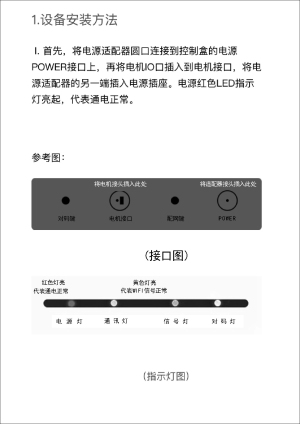 1.设备安装方法
I. 首先，将电源适配器圆口连接到控制盒的电源
POWER接口上，再将电机IO口插入到电机接口，将电
源适配器的另一端插入电源插座。电源红色LED指示
灯亮起，代表通电正常。
参考图：
将电机接头插入此处 将适配器接头插入此处
对码键 电机接口 配网键 POWER
（接口图）
红色灯亮 黄色灯亮
代表通电正常 代表WIFI信号正常
电 源 灯 通 讯 灯 信 号 灯 对 码 灯
（指示灯图）